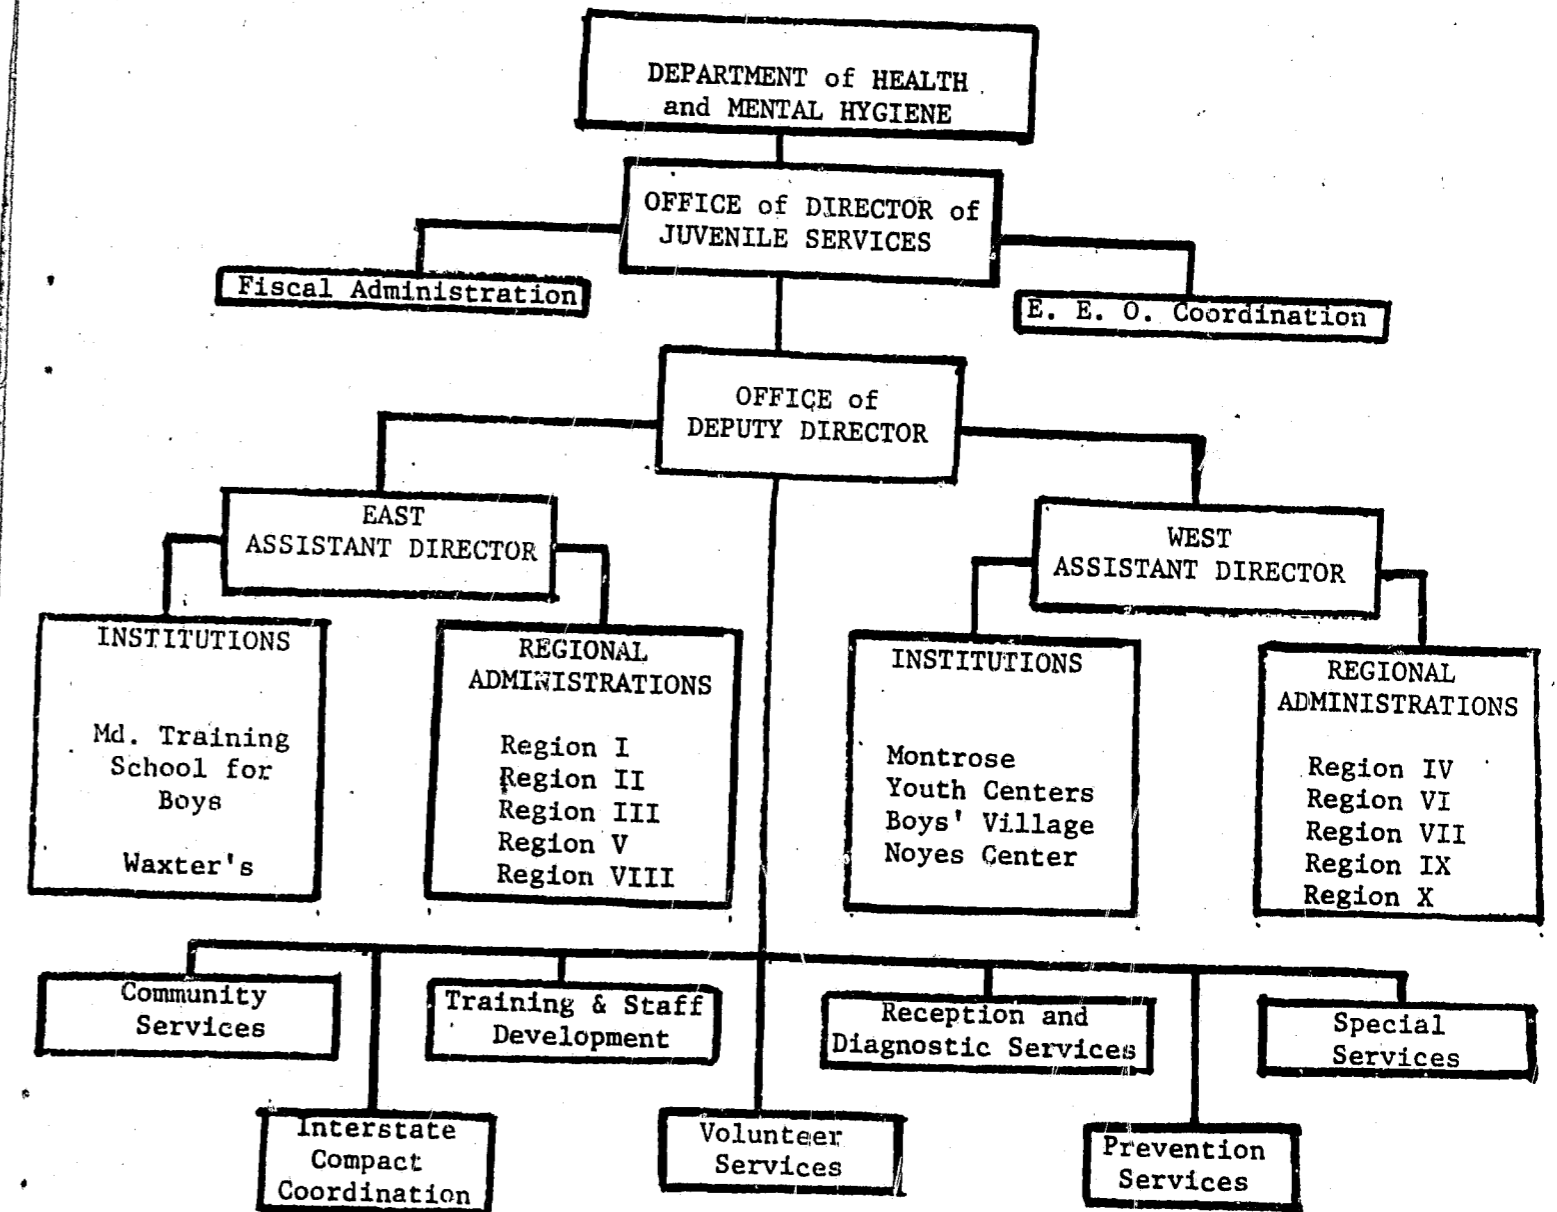 DEPARTMENT of HEALTH
and MENTAL HYGIENE
OFFICE of DIRECTOR of
JUVENILE SERVICES
Fiscal Administration
E. E. O. Coordination
OFFICE of
DEPUTY DIRECTOR
EAST
ASSISTANT DIRECTOR
WEST
ASSISTANT DIRECTOR
INSTITUTIONS
Md. Training
School for
Boys
Waxter's
REGIONAL
ADMINISTRATIONS
Region I
Region II
Region III
Region V
Region VIII
INSTITUTIONS
Montrose
Youth Centers
Boys' Village
Noyes Center
REGIONAL
ADMINISTRATIONS
Region IV
Region VI
Region VII
Region IX
Region X
Community
Services
Training & Staff
Development
Reception and
Diagnostic Services
Special
Services
Interstate
Compact
Coordination
Volunteer
Services
Prevention
Services